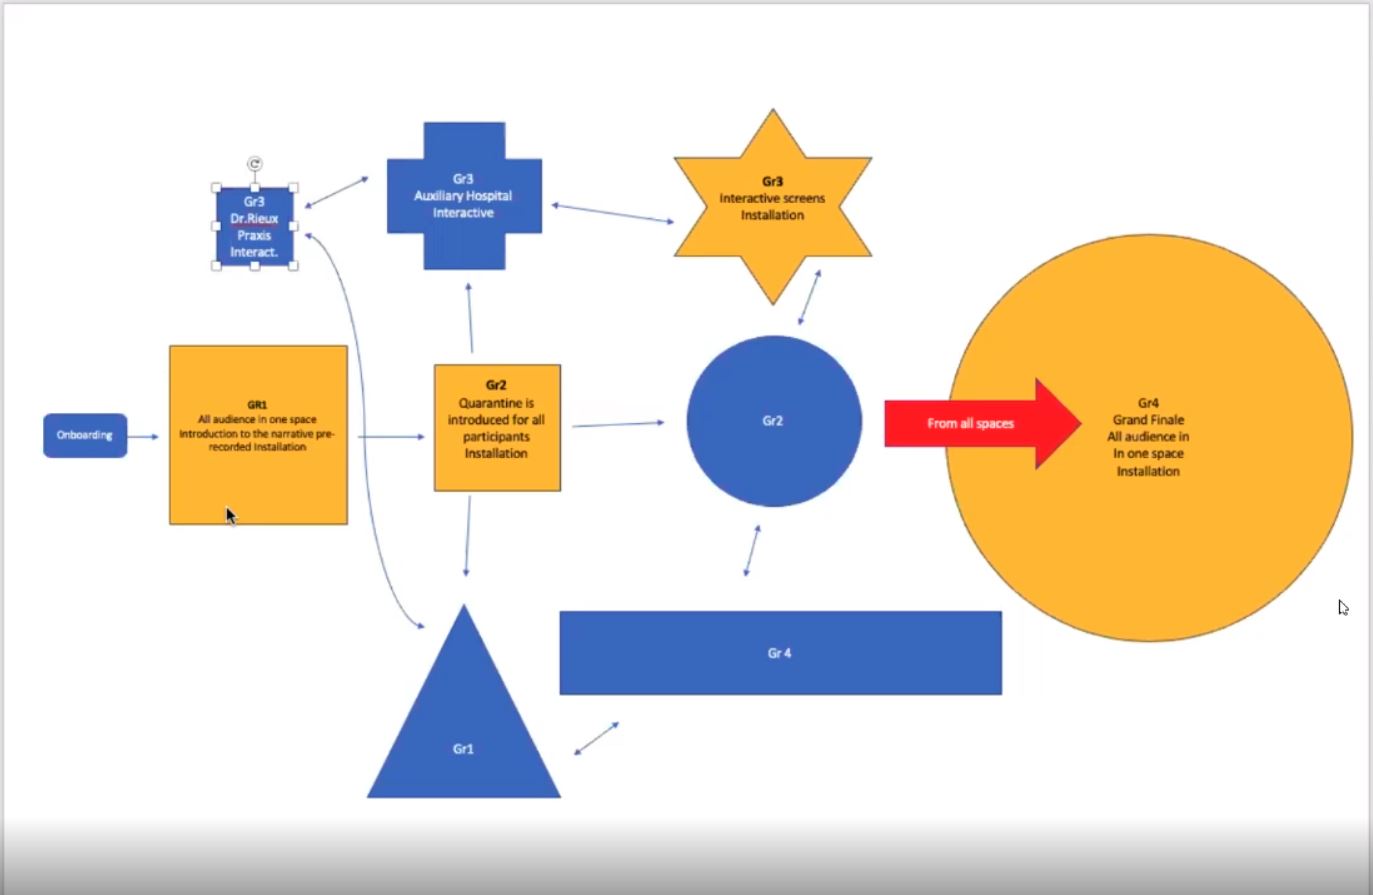 Gr3
Dr.Rieux
Praxis
Interact.
Gr3
Auxiliary Hospital
Interactive
Gr3
Interactive screens
Installation
Onboarding
GR1
All audience in one space
Introduction to the narrative pre-
recorded Installation
Gr2
Quarantine is
introduced for all
participants
Installation
Gr2
From all spaces
Gr4
Grand Finale
All audience in
In one space
Installation
Gr1
Gr 4